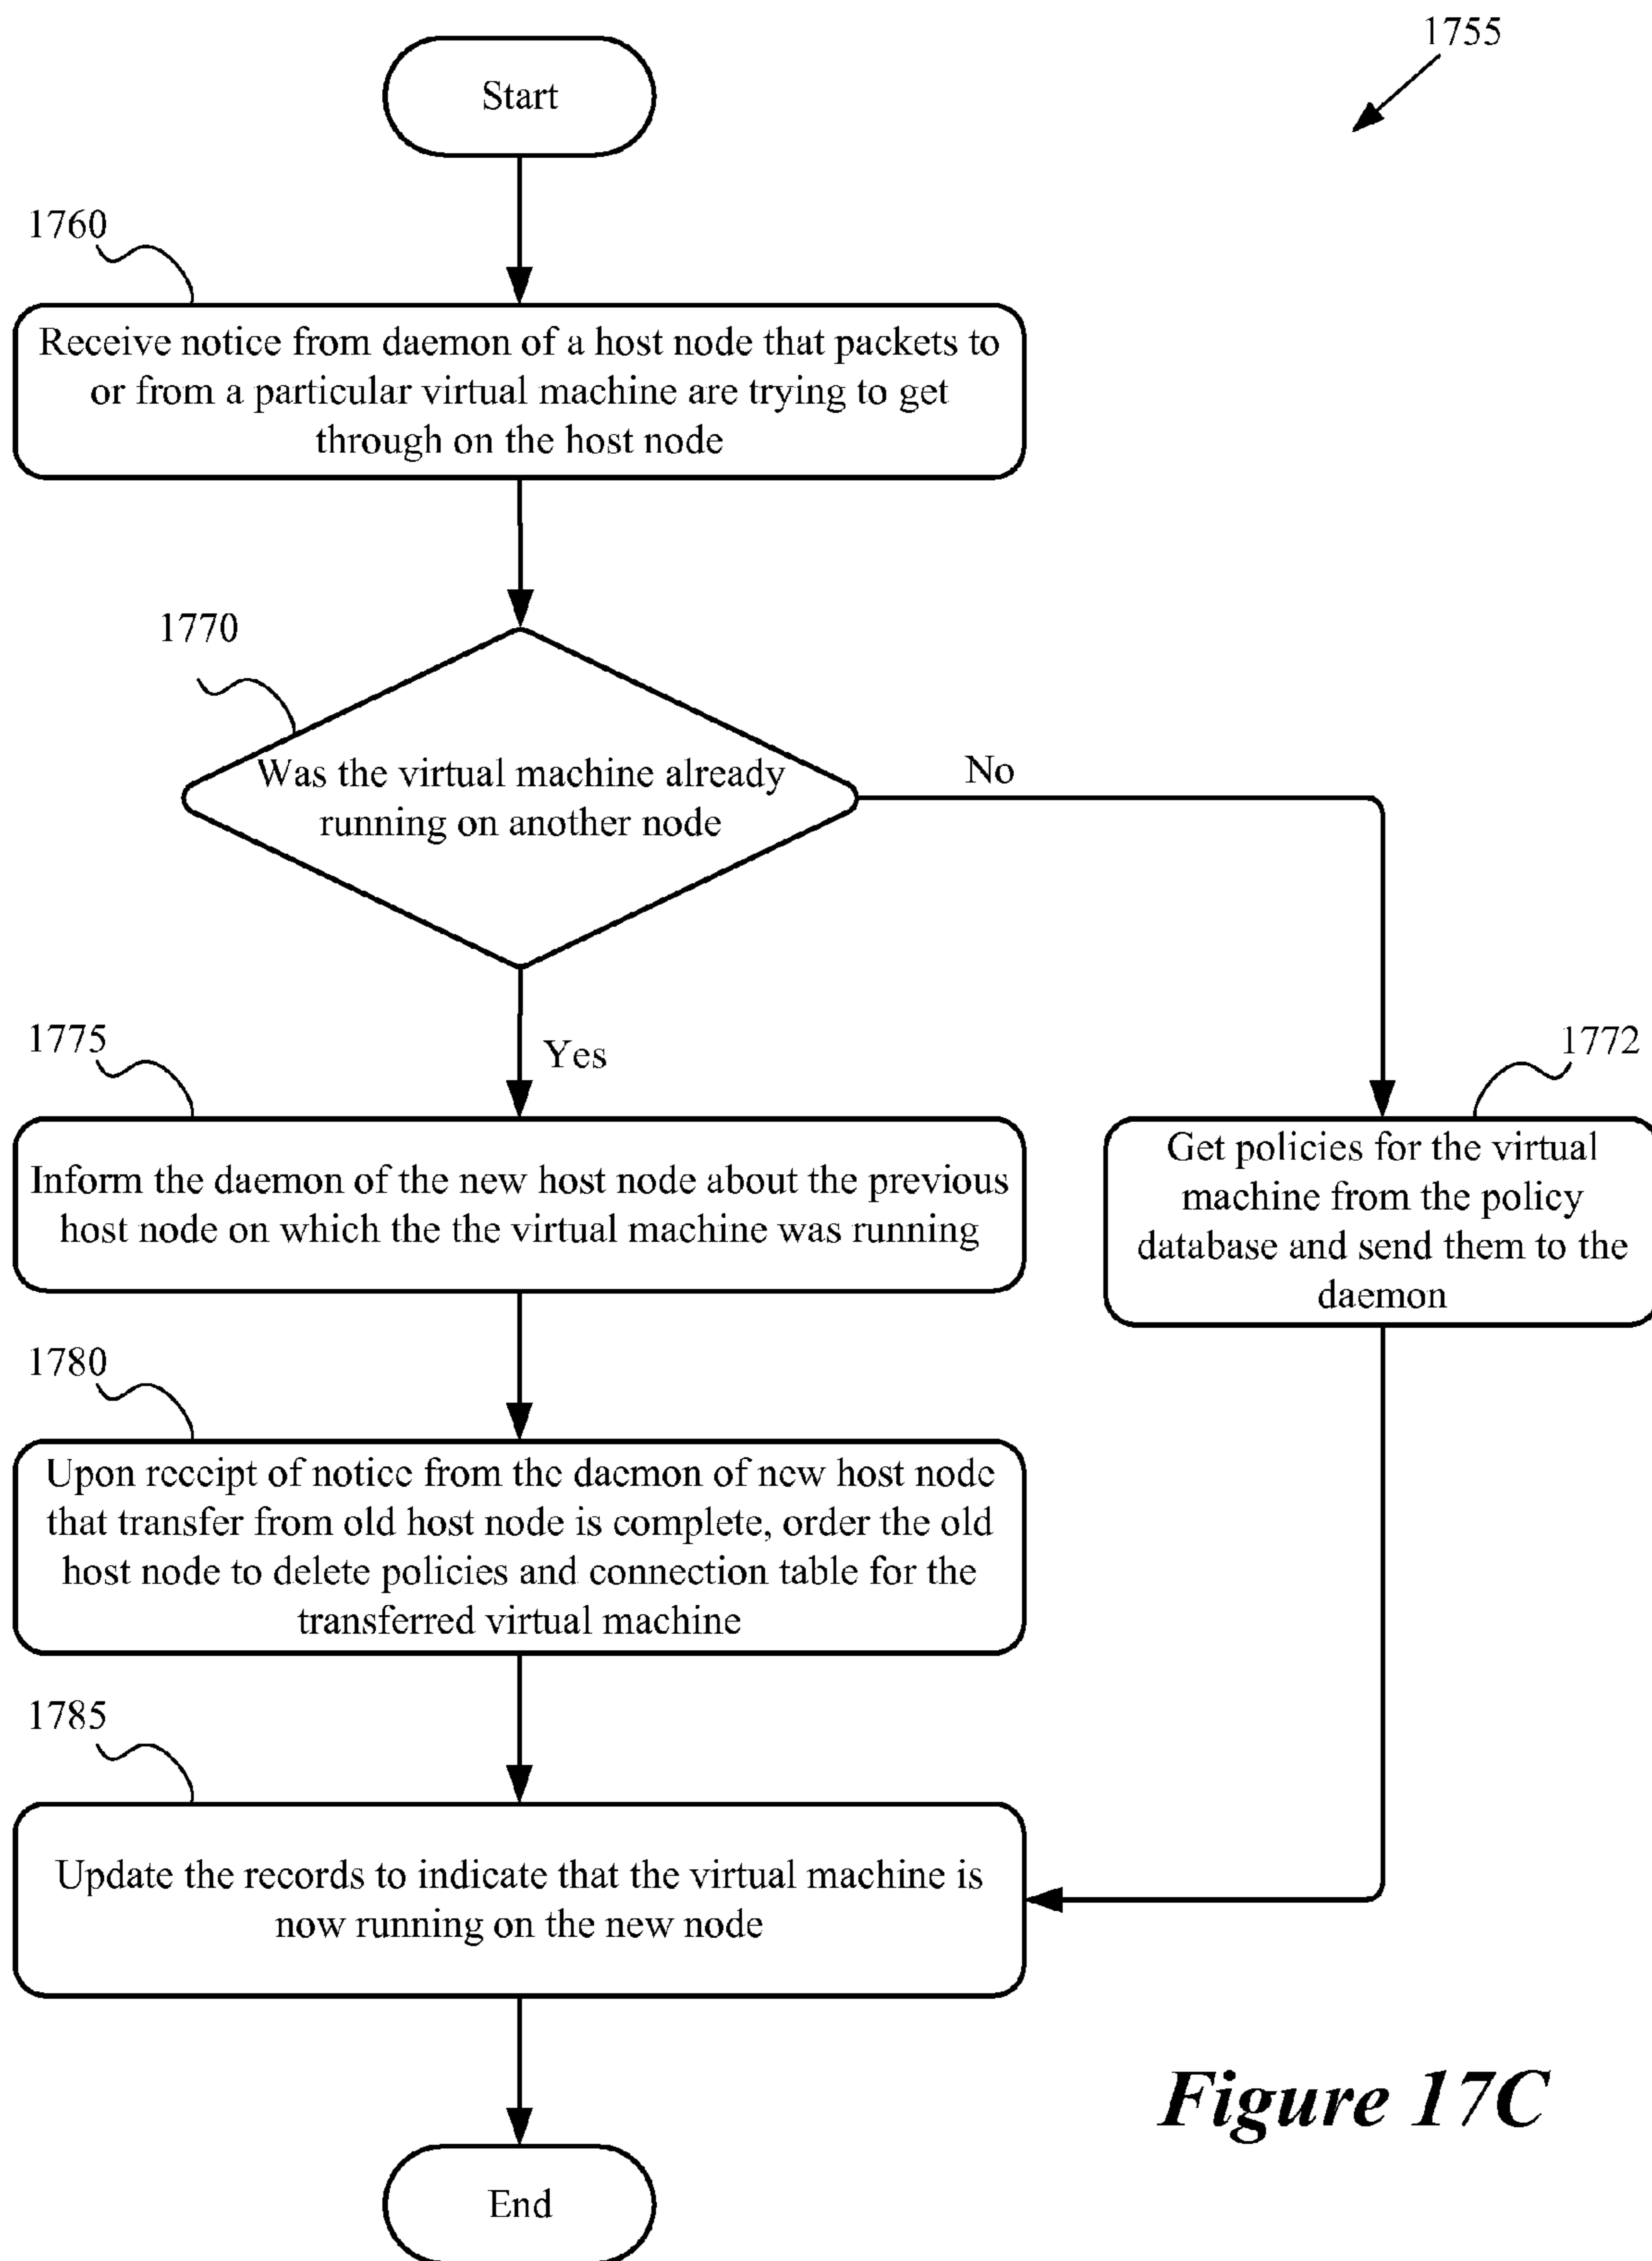 1755
Start
1760
Receive notice from daemon of a host node that packets to
or from a particular virtual machine are trying to get
through on the host node
1770
Was the virtual machine already
running on another node
No
Yes
1775
Inform the daemon of the new host node about the previous
host node on which the the virtual machine was running
1772
Get policies for the virtual
machine from the policy
database and send them to the
daemon
1780
Upon receipt of notice from the daemon of new host node
that transfer from old host node is complete, order the old
host node to delete policies and connection table for the
transferred virtual machine
1785
Update the records to indicate that the virtual machine is
now running on the new node
End
Figure 17C